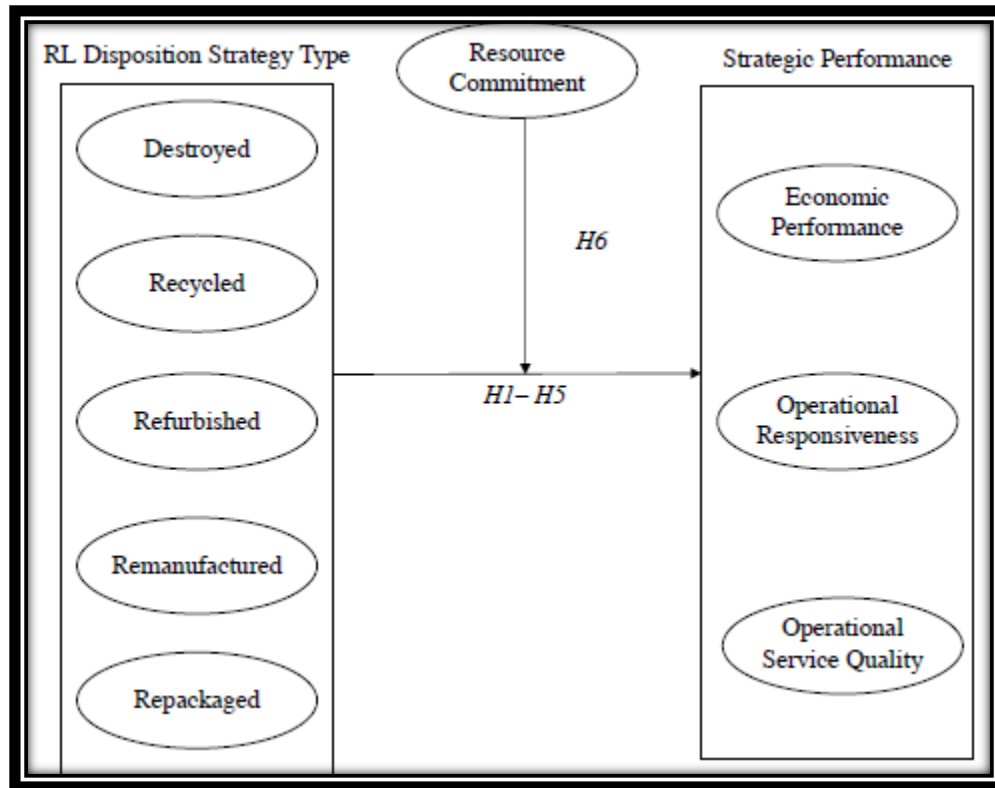 RL Disposition Strategy Type
Destroyed
Recycled
Refurbished
Remanufactured
Repackaged
Resource
Commitment
H6
H1– H5
Strategic Performance
Economic
Performance
Operational
Responsiveness
Operational
Service Quality